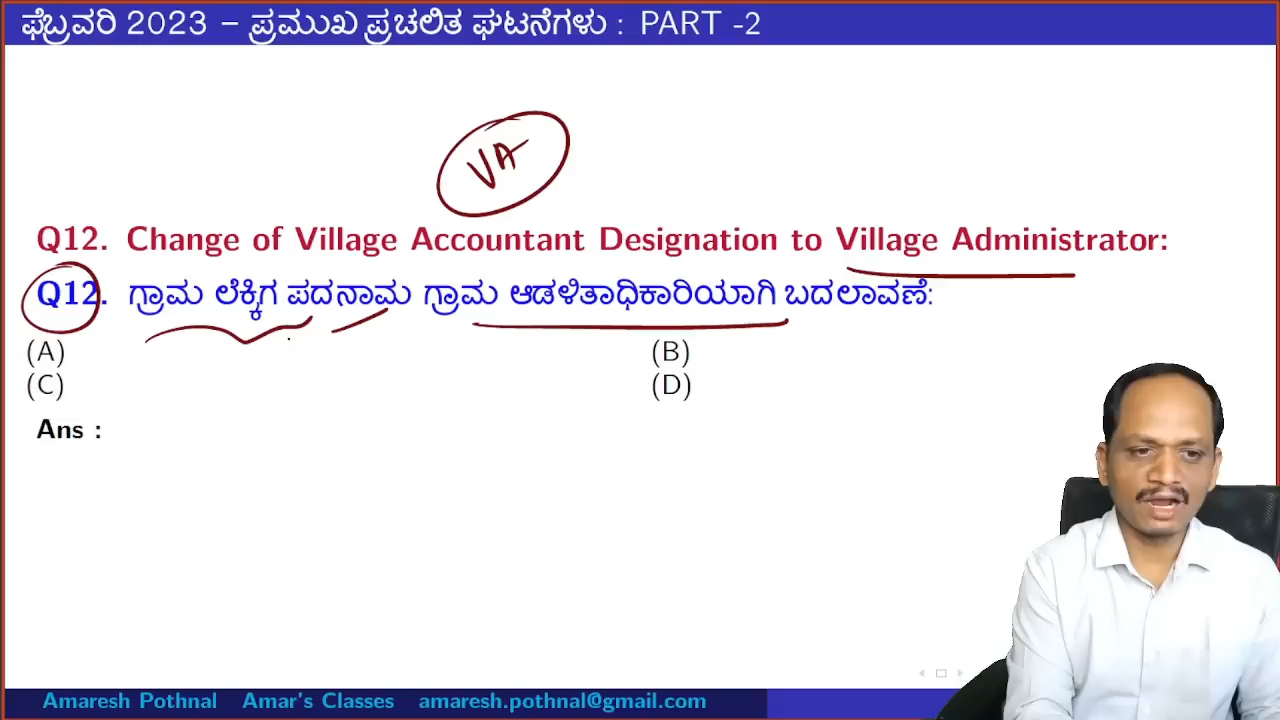 ಫೆಬ್ರವರಿ 2023 – ಪ್ರಮುಖ ಪ್ರಚಲಿತ ಘಟನೆಗಳು : PART -2
VA
Q12. Change of Village Accountant Designation to Village Administrator:
Q12. ಗ್ರಾಮ ಲೆಕ್ಕಿಗ ಪದನಾಮ ಗ್ರಾಮ ಆಡಳಿತಾಧಿಕಾರಿಯಾಗಿ ಬದಲಾವಣೆ:
(A) (B)
(C) (D)
Ans :
Amaresh Pothnal Amar's Classes amaresh.pothnal@gmail.com